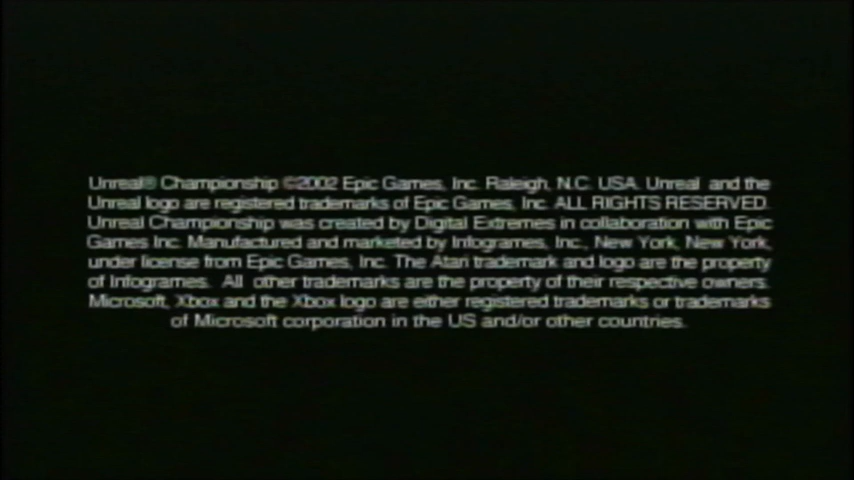 Unreal® Championship ©2002 Epic Games, Inc. Raleigh, N.C. USA. Unreal and the
Unreal logo are registered trademarks of Epic Games, Inc. ALL RIGHTS RESERVED.
Unreal Championship was created by Digital Extremes in collaboration with Epic
Games Inc. Manufactured and marketed by Infogrames, Inc., New York, New York,
under license from Epic Games, Inc. The Atari trademark and logo are the property
of Infogrames. All other trademarks are the property of their respective owners.
Microsoft, Xbox and the Xbox logo are either registered trademarks or trademarks
of Microsoft corporation in the US and/or other countries.